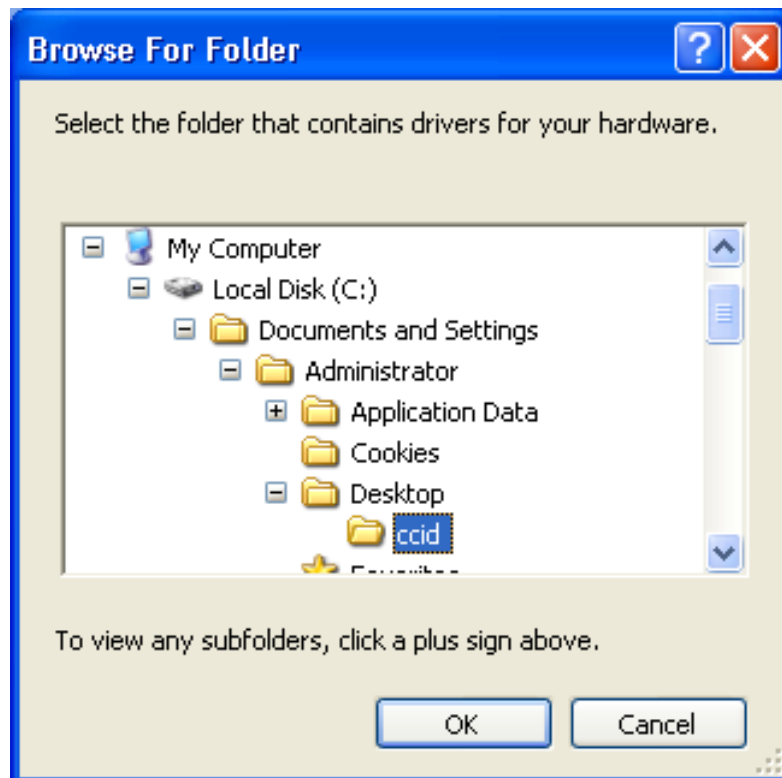 Browse For Folder
Select the folder that contains drivers for your hardware.
My Computer
Local Disk (C:)
Documents and Settings
Administrator
Application Data
Cookies
Desktop
ccid
Favorites
To view any subfolders, click a plus sign above.
OK
Cancel